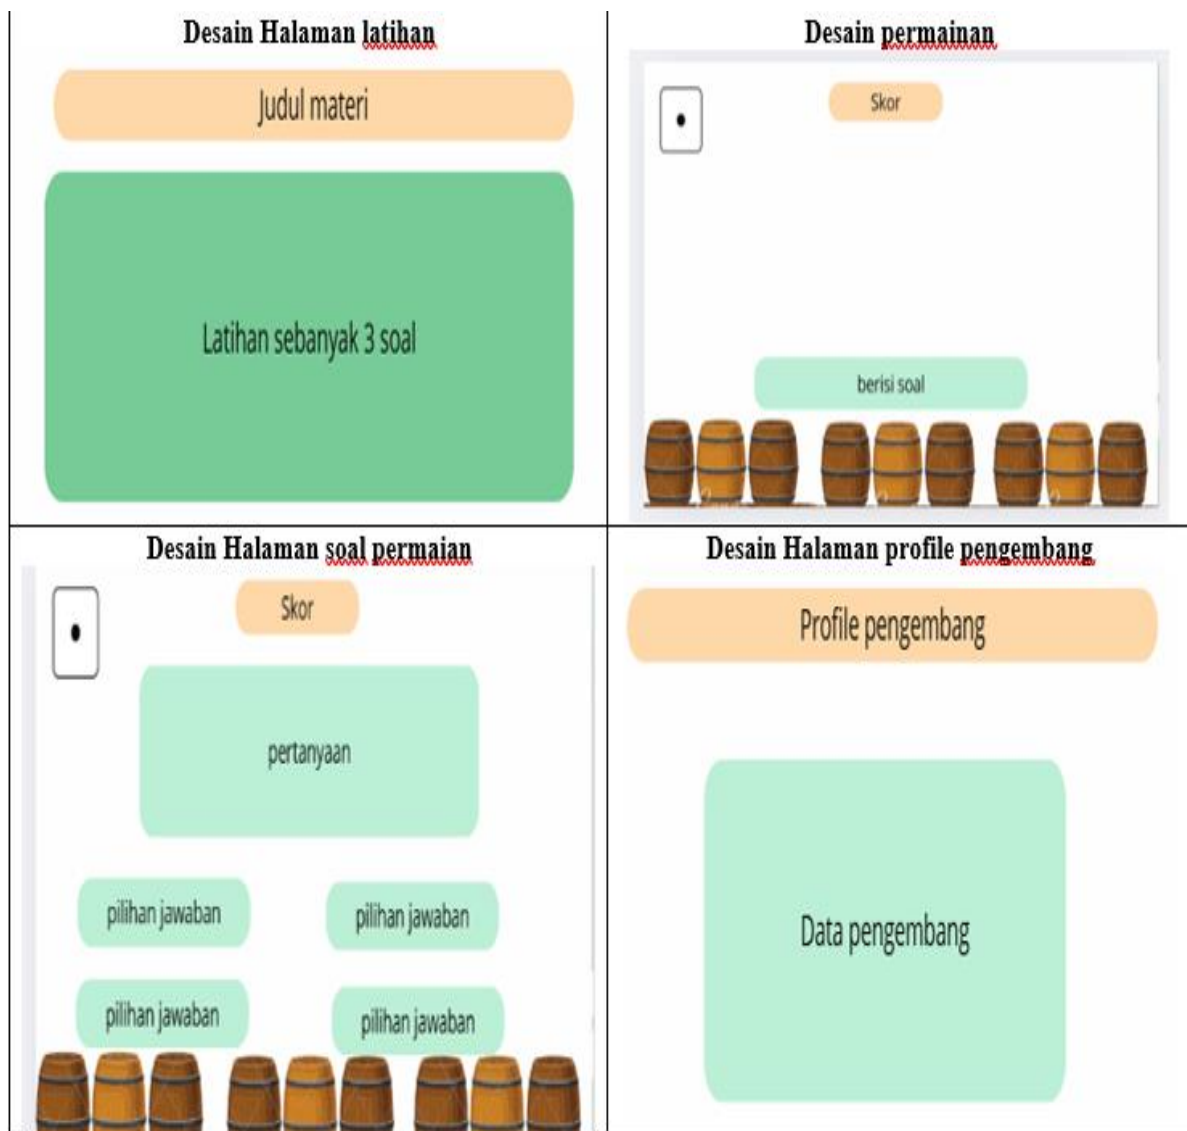 Desain Halaman latihan
Judul materi
Latihan sebanyak 3 soal
Desain permainan
Skor
berisi soal
Desain Halaman soal permaian
Skor
pertanyaan
pilihan jawaban
pilihan jawaban
pilihan jawaban
pilihan jawaban
Desain Halaman profile pengembang
Profile pengembang
Data pengembang